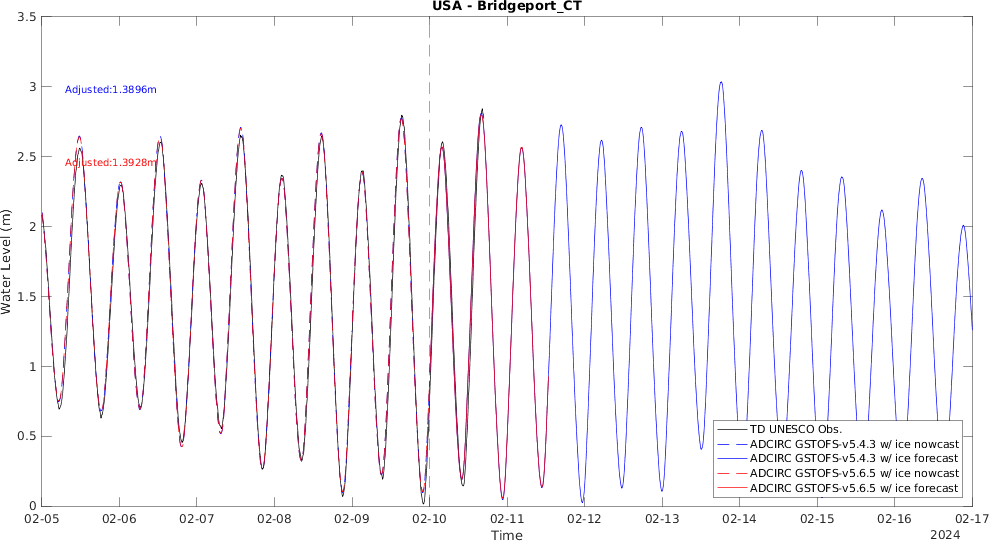 USA - Bridgeport_CT
3.5
3
2.5
2
1.5
1
0.5
0
Water Level (m)
Adjusted:1.3896m
Adjusted:1.3928m
TD UNESCO Obs.
ADCIRC GSTOFS-v5.4.3 w/ ice nowcast
ADCIRC GSTOFS-v5.4.3 w/ ice forecast
ADCIRC GSTOFS-v5.6.5 w/ ice nowcast
ADCIRC GSTOFS-v5.6.5 w/ ice forecast
02-05 02-06 02-07 02-08 02-09 02-10 02-11 02-12 02-13 02-14 02-15 02-16 02-17
Time
2024